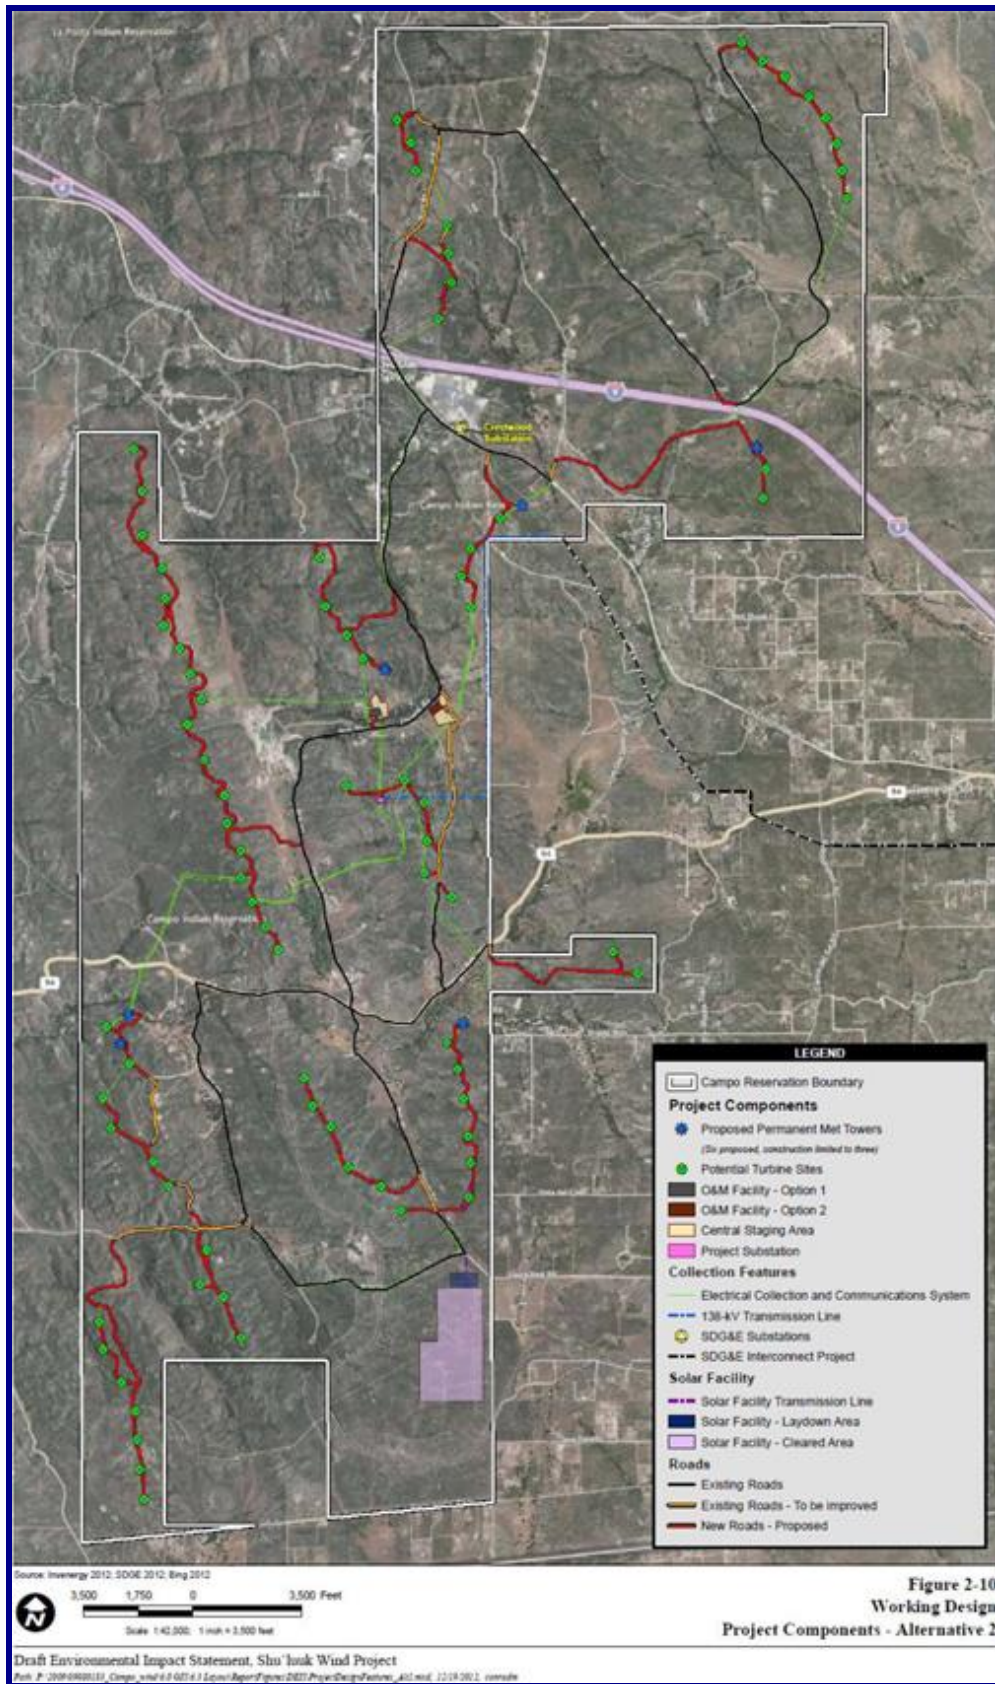 La Posta Indian Reservation
8
8
8
Crestwood
Substation
Campo Indian Res
94
94
Campo Indian Reservation
94
LEGEND
Campo Reservation Boundary
Project Components
Proposed Permanent Met Towers
(Six proposed, construction limited to three)
Potential Turbine Sites
O&M Facility - Option 1
O&M Facility - Option 2
Central Staging Area
Project Substation
Collection Features
Electrical Collection and Communications System
138-kV Transmission Line
SDG&E Substations
SDG&E Interconnect Project
Solar Facility
Solar Facility Transmission Line
Solar Facility - Laydown Area
Solar Facility - Cleared Area
Roads
Existing Roads
Existing Roads - To be improved
New Roads - Proposed
Source: Invenergy 2012; SDGE 2012; Bing 2012
N
3,500 1,750 0 3,500 Feet
Scale 1:42,000; 1 inch = 3,500 feet
Figure 2-10
Working Design
Project Components - Alternative 2
Draft Environmental Impact Statement, Shu'luuk Wind Project